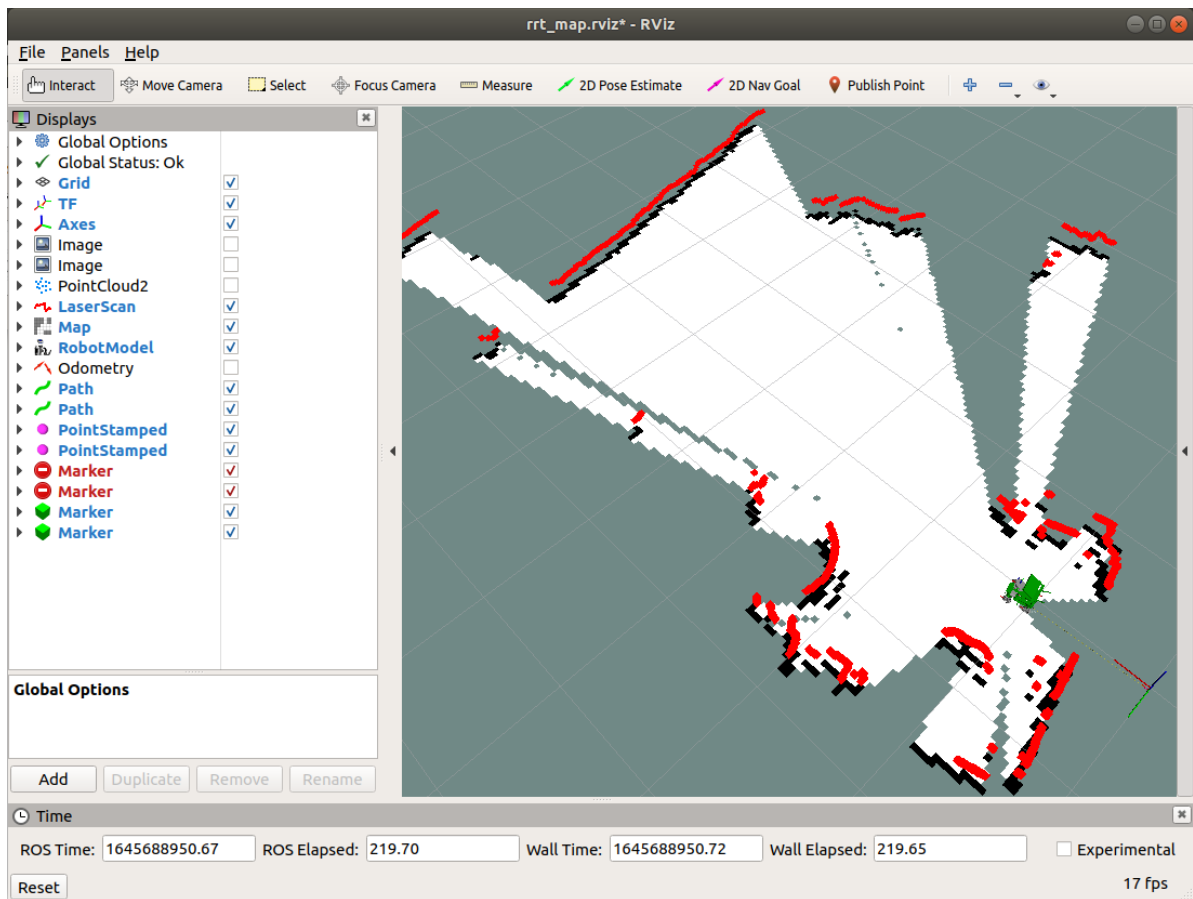 rrt_map.rviz* - RViz
File Panels Help
Interact Move Camera Select Focus Camera Measure 2D Pose Estimate 2D Nav Goal Publish Point
Displays
Global Options
Global Status: Ok
Grid
TF
Axes
Image
Image
PointCloud2
LaserScan
Map
RobotModel
Odometry
Path
Path
PointStamped
PointStamped
Marker
Marker
Marker
Marker
Global Options
Add Duplicate Remove Rename
Time
ROS Time: 1645688950.67 ROS Elapsed: 219.70 Wall Time: 1645688950.72 Wall Elapsed: 219.65 Experimental
Reset 17 fps